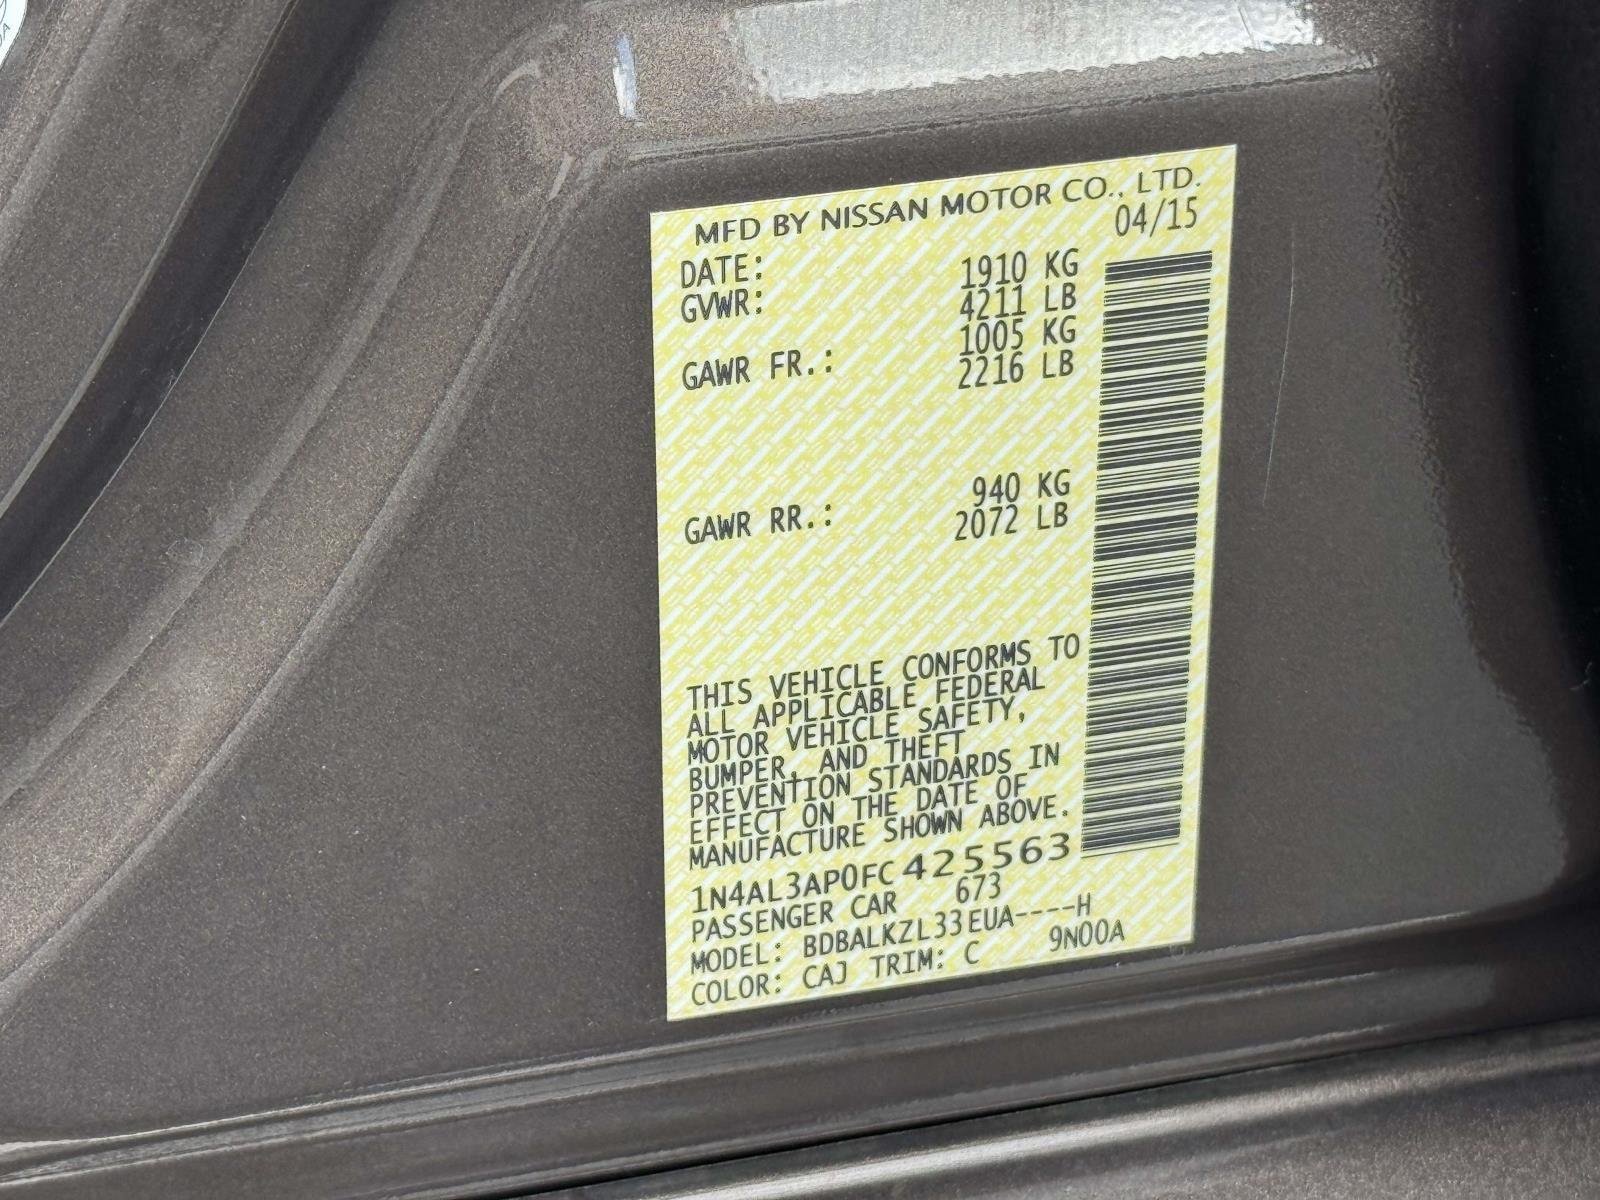 MFD BY NISSAN MOTOR CO., LTD.
DATE: 04/15
GVWR: 1910 KG
4211 LB
GAWR FR.: 1005 KG
2216 LB
GAWR RR.: 940 KG
2072 LB
THIS VEHICLE CONFORMS TO
ALL APPLICABLE FEDERAL
MOTOR VEHICLE SAFETY,
BUMPER, AND THEFT
PREVENTION STANDARDS IN
EFFECT ON THE DATE OF
MANUFACTURE SHOWN ABOVE.
1N4AL3AP0FC425563
PASSENGER CAR 673
MODEL: BDBALKZL33EUA----H
COLOR: CAJ TRIM: C 9N00A